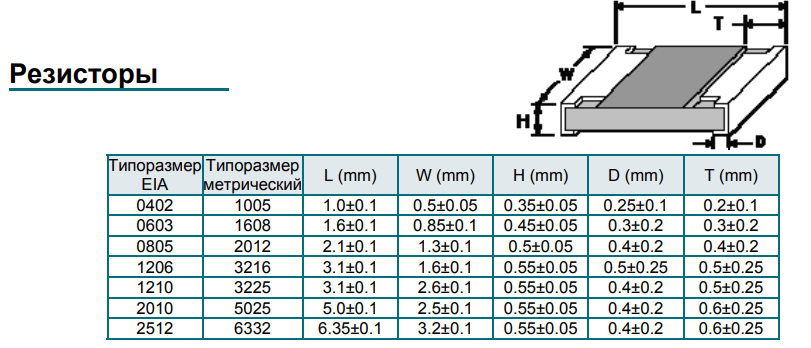 L
T
Резисторы
W
H
D
Типоразмер EIA Типоразмер метрический L (mm) W (mm) H (mm) D (mm) T (mm)
0402 1005 1.0±0.1 0.5±0.05 0.35±0.05 0.25±0.1 0.2±0.1
0603 1608 1.6±0.1 0.85±0.1 0.45±0.05 0.3±0.2 0.3±0.2
0805 2012 2.1±0.1 1.3±0.1 0.5±0.05 0.4±0.2 0.4±0.2
1206 3216 3.1±0.1 1.6±0.1 0.55±0.05 0.5±0.25 0.5±0.25
1210 3225 3.1±0.1 2.6±0.1 0.55±0.05 0.4±0.2 0.5±0.25
2010 5025 5.0±0.1 2.5±0.1 0.55±0.05 0.4±0.2 0.6±0.25
2512 6332 6.35±0.1 3.2±0.1 0.55±0.05 0.4±0.2 0.6±0.25